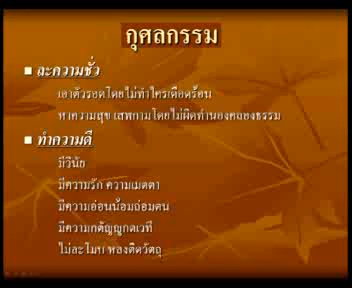 กุศลกรรม
ละความชั่ว
เอาตัวรอดโดยไม่ทำใครเดือดร้อน
หาความสุข เสพกามโดยไม่ผิดทำนองคลองธรรม
ทำความดี
มีวินัย
มีความรัก ความเมตตา
มีความอ่อนน้อมถ่อมตน
มีความกตัญญูกตเวที
ไม่ละโมบ หลงติดวัตถุ